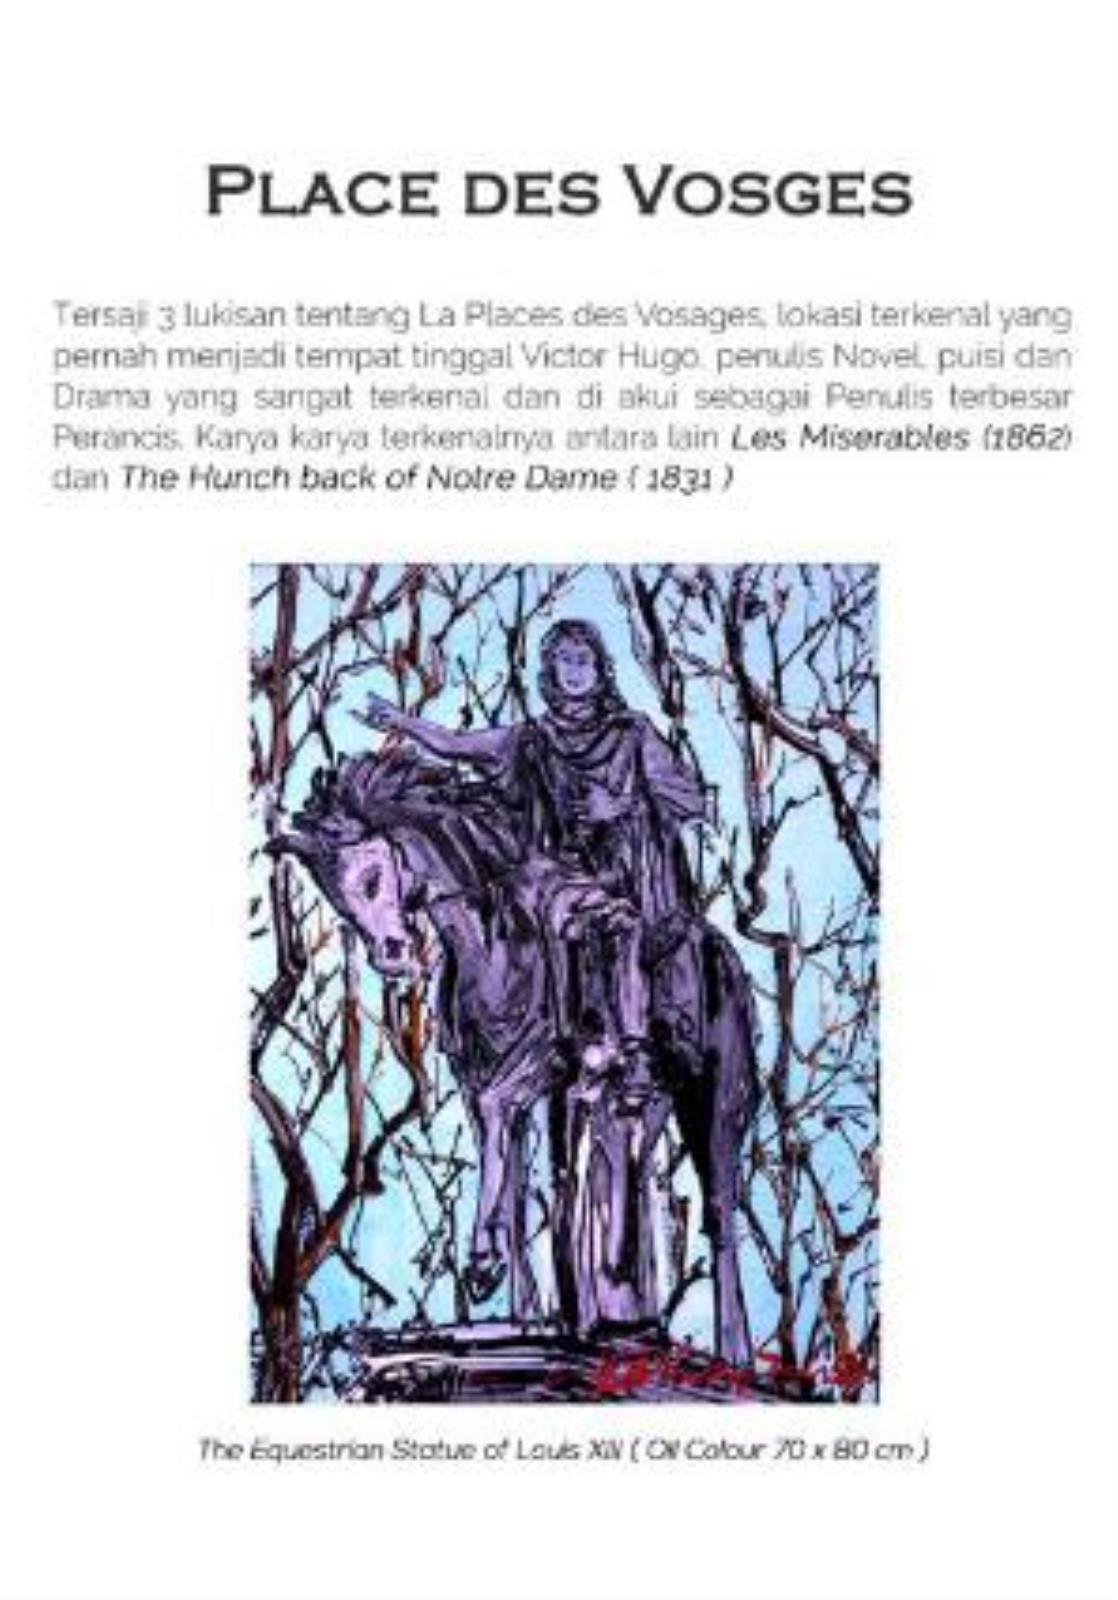 PLACE DES VOSGES
Tersaji 3 lukisan tentang La Places des Vosages, lokasi terkenal yang
pernah menjadi tempat tinggal Victor Hugo, penulis Novel, puisi dan
Drama yang sangat terkenal dan di akui sebagai Penulis terbesar
Perancis. Karya karya terkenalnya antara lain Les Miserables (1862)
dan The Hunch back of Notre Dame ( 1831 )
The Equestrian Statue of Louis XIII ( Oil Colour 70 x 80 cm )